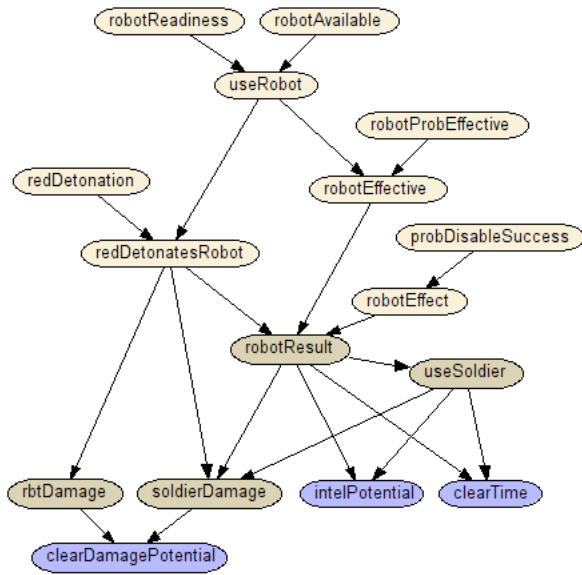 robotReadiness
robotAvailable
useRobot
robotProbEffective
redDetonation
robotEffective
probDisableSuccess
redDetonatesRobot
robotEffect
robotResult
useSoldier
rbtDamage
soldierDamage
intelPotential
clearTime
clearDamagePotential